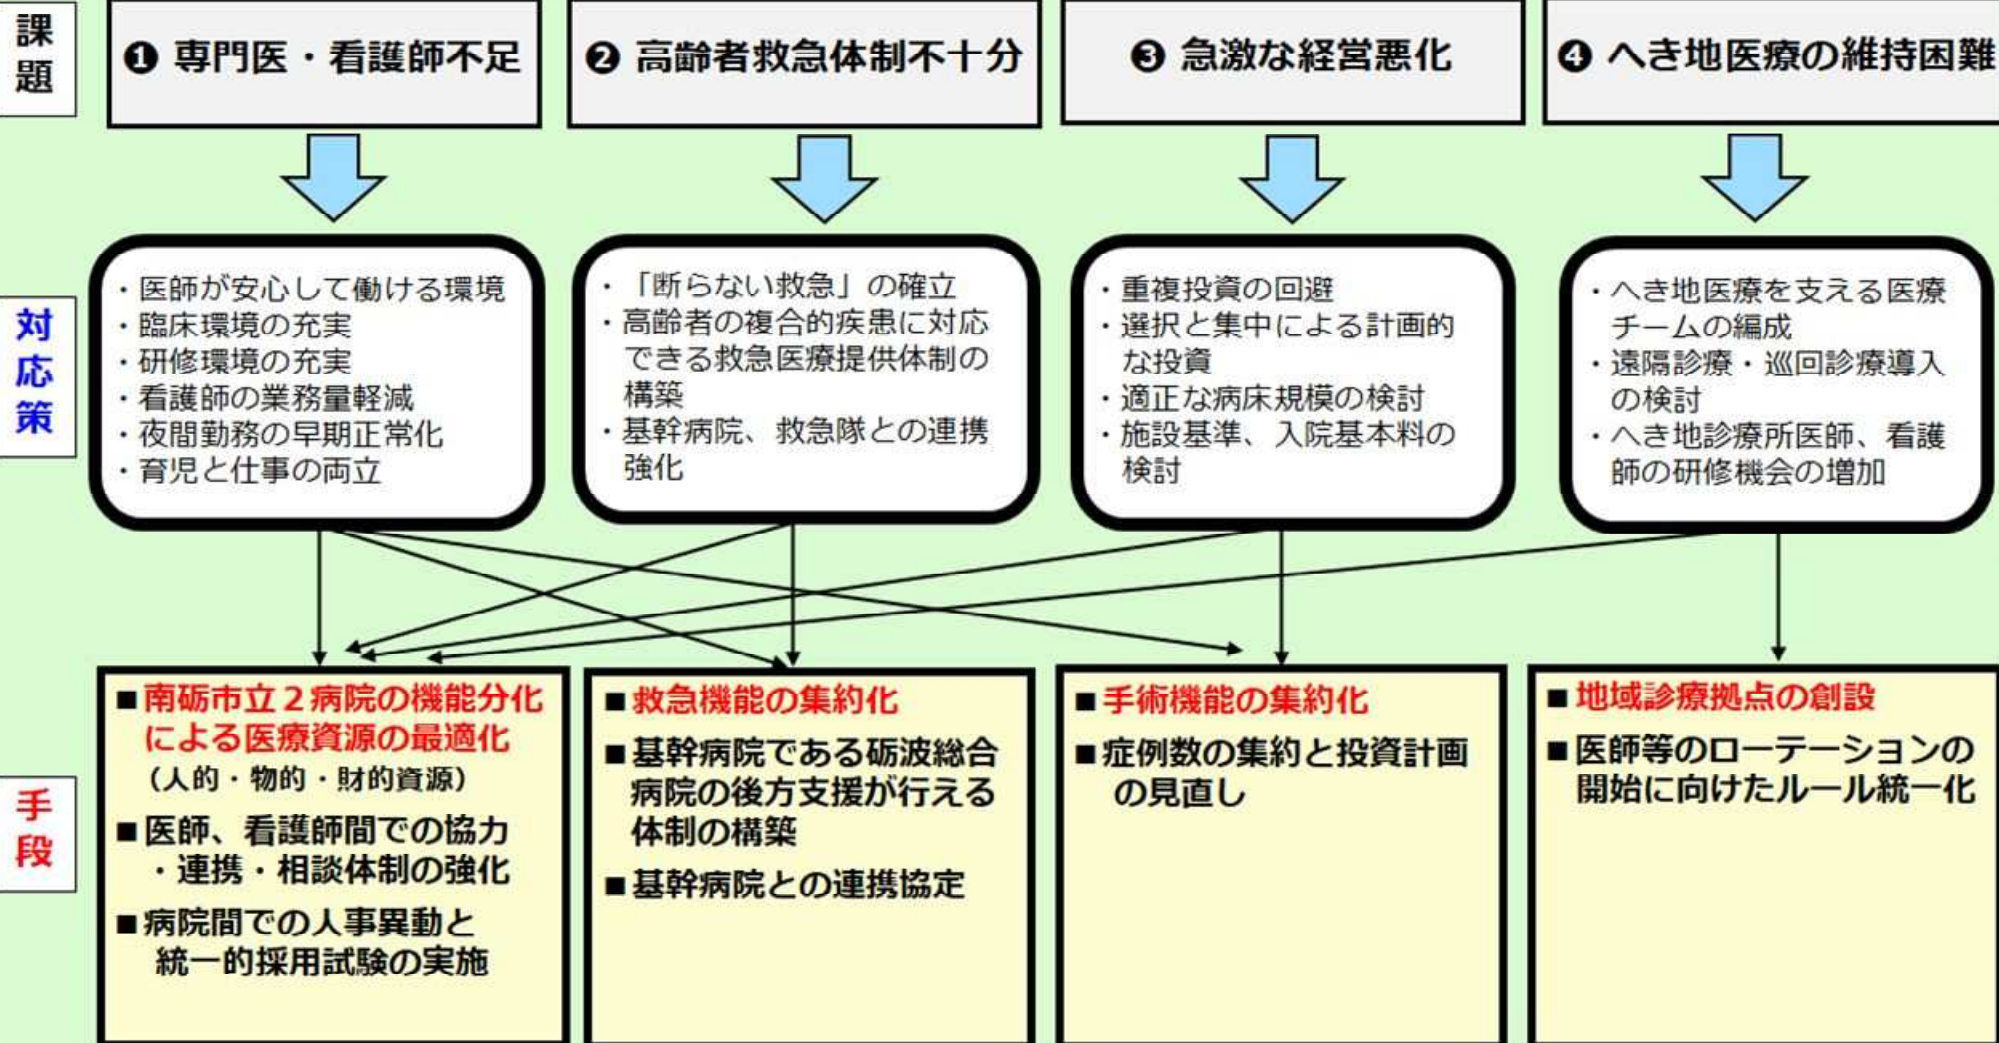 課
題
❶ 専門医・看護師不足
❷ 高齢者救急体制不十分
❸ 急激な経営悪化
❹ へき地医療の維持困難
対
応
策
・医師が安心して働ける環境
・臨床環境の充実
・研修環境の充実
・看護師の業務量軽減
・夜間勤務の早期正常化
・育児と仕事の両立
・「断らない救急」の確立
・高齢者の複合的疾患に対応
できる救急医療提供体制の
構築
・基幹病院、救急隊との連携
強化
・重複投資の回避
・選択と集中による計画的
な投資
・適正な病床規模の検討
・施設基準、入院基本料の
検討
・へき地医療を支える医療
チームの編成
・遠隔診療・巡回診療導入
の検討
・へき地診療所医師、看護
師の研修機会の増加
手
段
■南砺市立２病院の機能分化
による医療資源の最適化
（人的・物的・財的資源）
■医師、看護師間での協力
・連携・相談体制の強化
■病院間での人事異動と
統一的採用試験の実施
■救急機能の集約化
■基幹病院である砺波総合
病院の後方支援が行える
体制の構築
■基幹病院との連携協定
■手術機能の集約化
■症例数の集約と投資計画
の見直し
■地域診療拠点の創設
■医師等のローテーションの
開始に向けたルール統一化